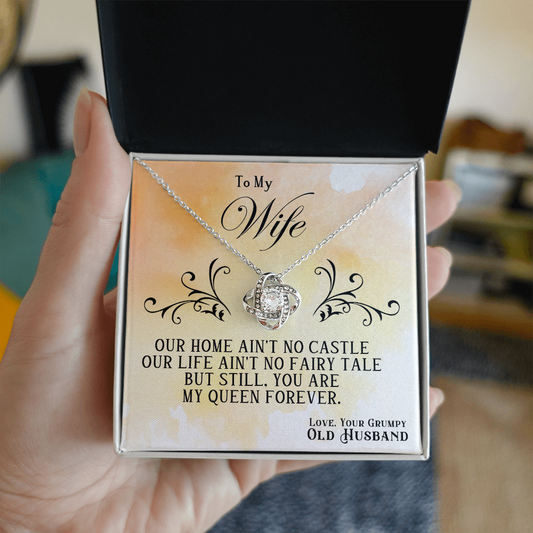 To My
Wife
OUR HOME AIN'T NO CASTLE
OUR LIFE AIN'T NO FAIRY TALE
BUT STILL, YOU ARE
MY QUEEN FOREVER.
LOVE, YOUR GRUMPY
OLD HUSBAND